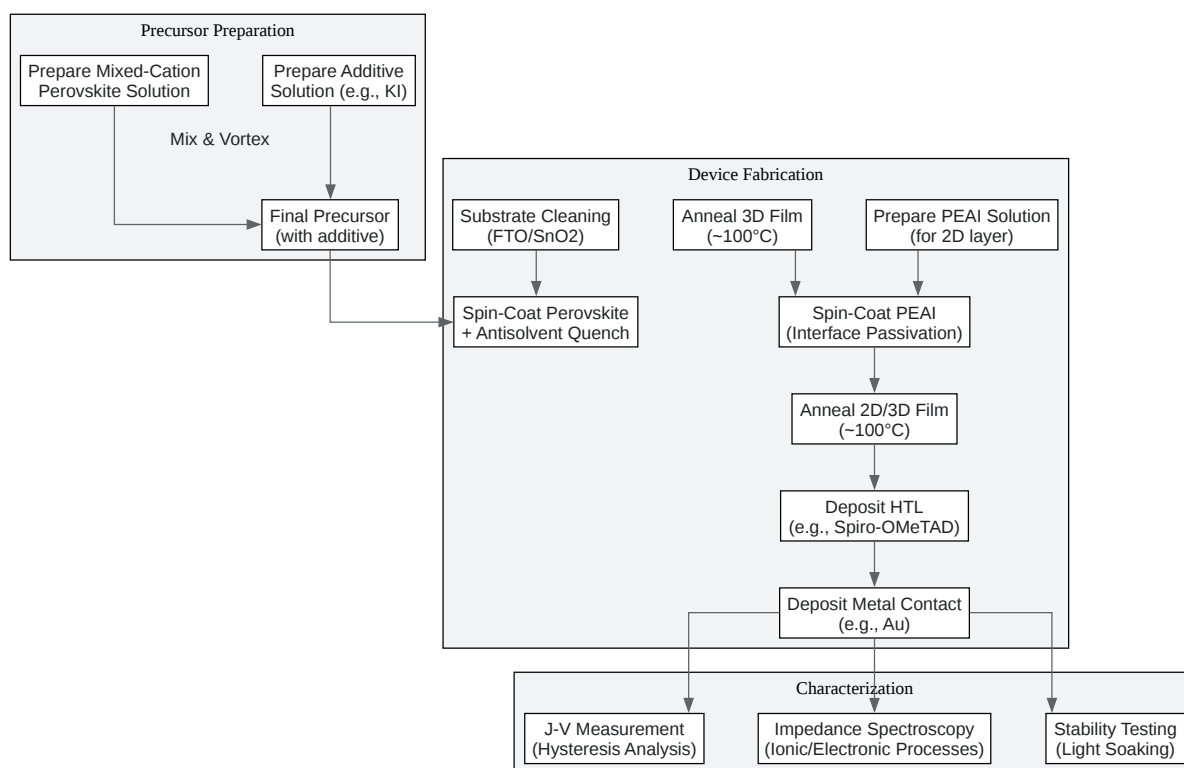 Precursor Preparation
Prepare Mixed-Cation
Perovskite Solution
Prepare Additive
Solution (e.g., KI)
Mix & Vortex
Final Precursor
(with additive)
Device Fabrication
Substrate Cleaning
(FTO/SnO2)
Anneal 3D Film
(~100°C)
Prepare PEAI Solution
(for 2D layer)
Spin-Coat Perovskite
+ Antisolvent Quench
Spin-Coat PEAI
(Interface Passivation)
Anneal 2D/3D Film
(~100°C)
Deposit HTL
(e.g., Spiro-OMeTAD)
Deposit Metal Contact
(e.g., Au)
Characterization
J-V Measurement
(Hysteresis Analysis)
Impedance Spectroscopy
(Ionic/Electronic Processes)
Stability Testing
(Light Soaking)